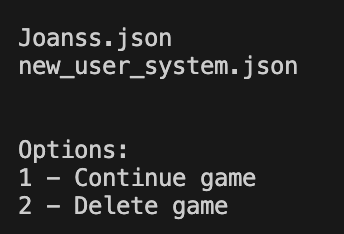 Joanss.json
new_user_system.json
Options:
1 - Continue game
2 - Delete game